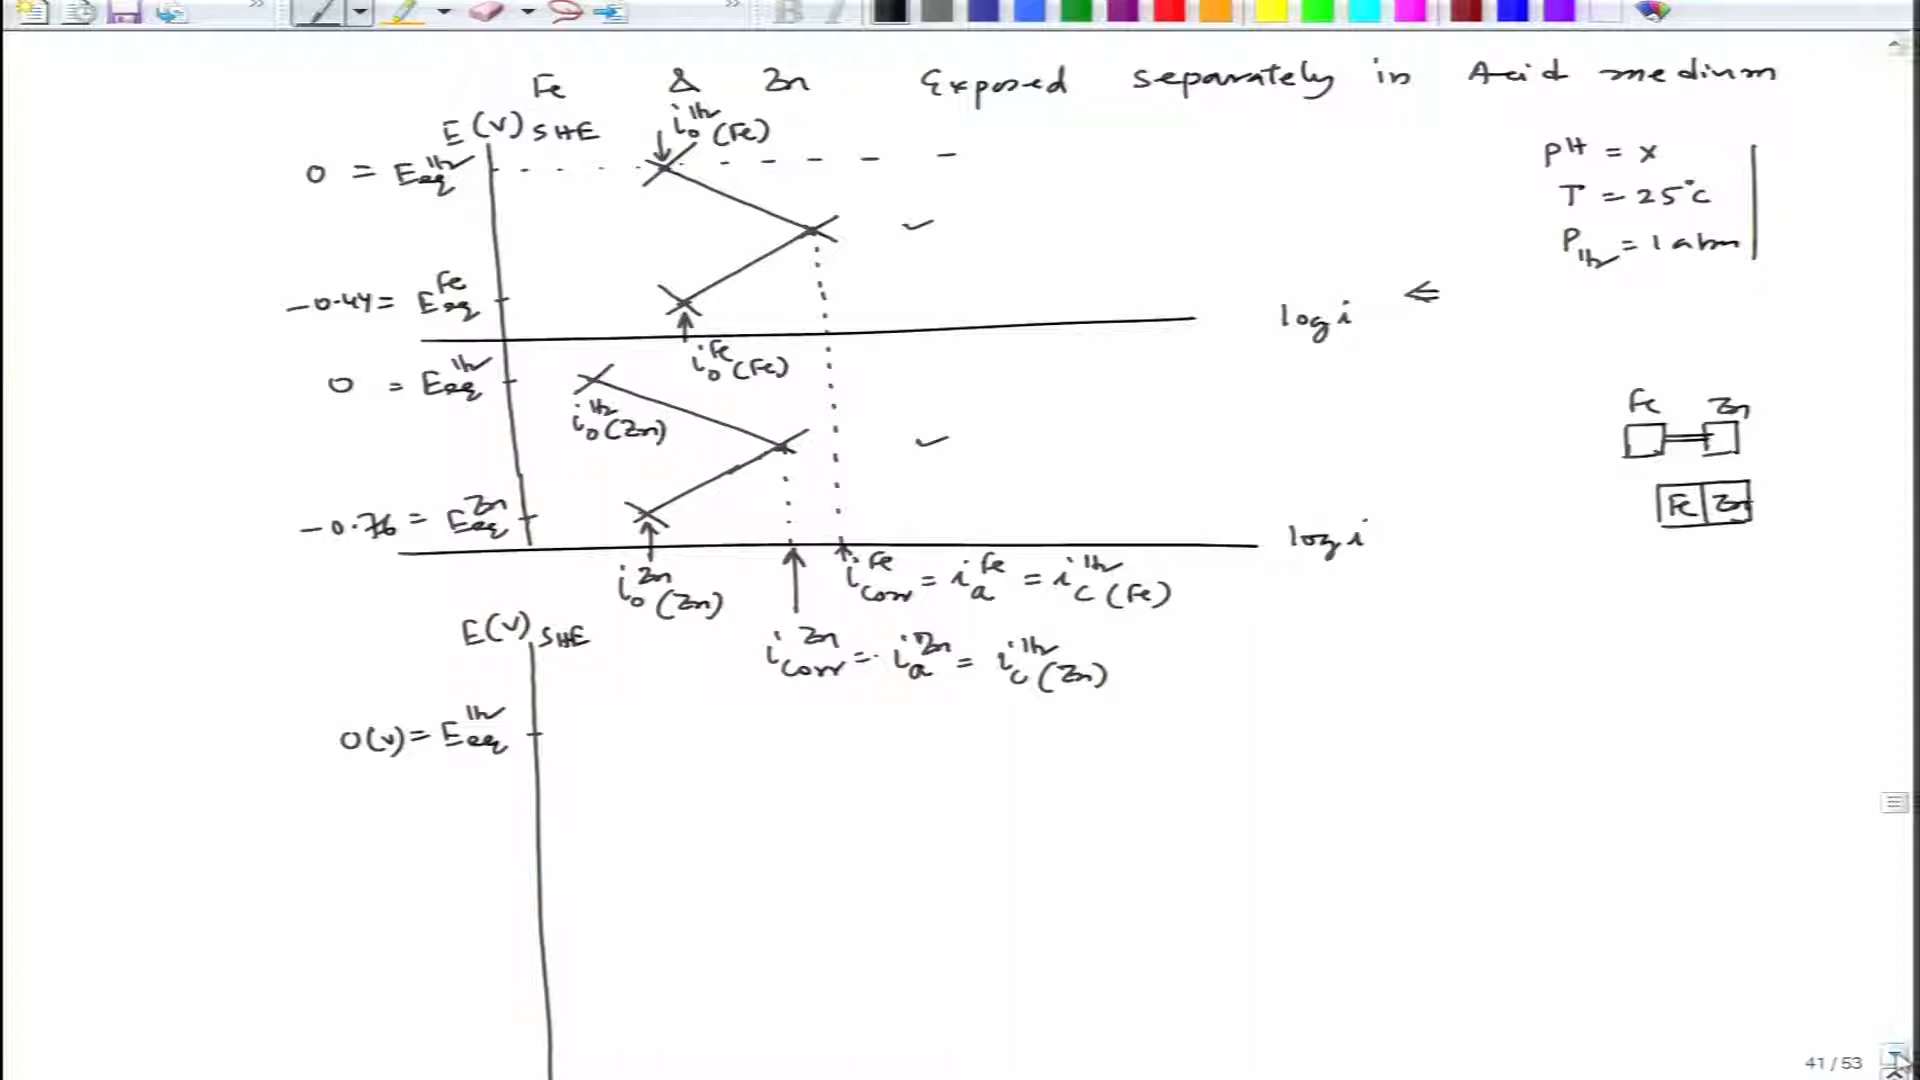 Fe & Zn Exposed separately in Acid medium
E(V) SHE
i₀^H₂ (Fe)
0 = E_eq^H₂
pH = x
T = 25°C
P_H₂ = 1 atm
-0.44 = E_eq^Fe
log i ⇐
i₀^Fe (Fe)
0 = E_eq^H₂
i₀^H₂ (Zn)
Fe Zn
Fe Zn
-0.76 = E_eq^Zn
log i
i₀^Zn (Zn)
i_corr^Fe = i_a^Fe = i_c^H₂ (Fe)
E(V) SHE
i_corr^Zn = i_a^Zn = i_c^H₂ (Zn)
0(V) = E_eq^H₂
41 / 53